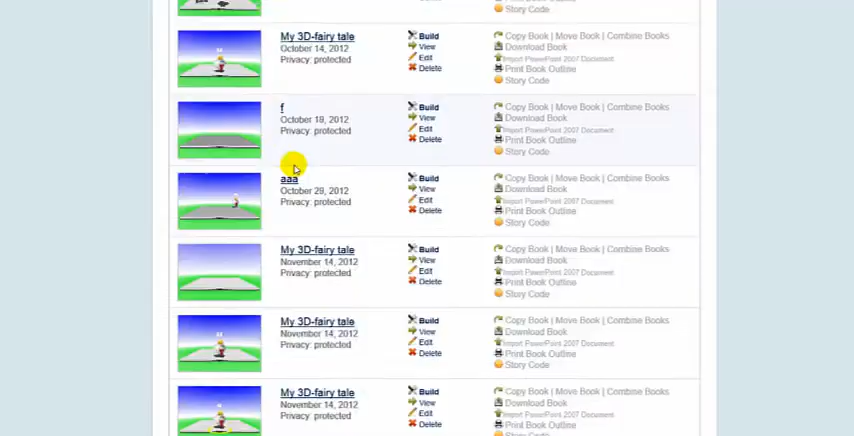 Story Code
My 3D-fairy tale
October 14, 2012
Privacy: protected
Build
View
Edit
Delete
Copy Book | Move Book | Combine Books
Download Book
Import PowerPoint 2007 Document
Print Book Outline
Story Code
f
October 18, 2012
Privacy: protected
Build
View
Edit
Delete
Copy Book | Move Book | Combine Books
Download Book
Import PowerPoint 2007 Document
Print Book Outline
Story Code
aaa
October 29, 2012
Privacy: protected
Build
View
Edit
Delete
Copy Book | Move Book | Combine Books
Download Book
Import PowerPoint 2007 Document
Print Book Outline
Story Code
My 3D-fairy tale
November 14, 2012
Privacy: protected
Build
View
Edit
Delete
Copy Book | Move Book | Combine Books
Download Book
Import PowerPoint 2007 Document
Print Book Outline
Story Code
My 3D-fairy tale
November 14, 2012
Privacy: protected
Build
View
Edit
Delete
Copy Book | Move Book | Combine Books
Download Book
Import PowerPoint 2007 Document
Print Book Outline
Story Code
My 3D-fairy tale
November 14, 2012
Privacy: protected
Build
View
Edit
Delete
Copy Book | Move Book | Combine Books
Download Book
Import PowerPoint 2007 Document
Print Book Outline